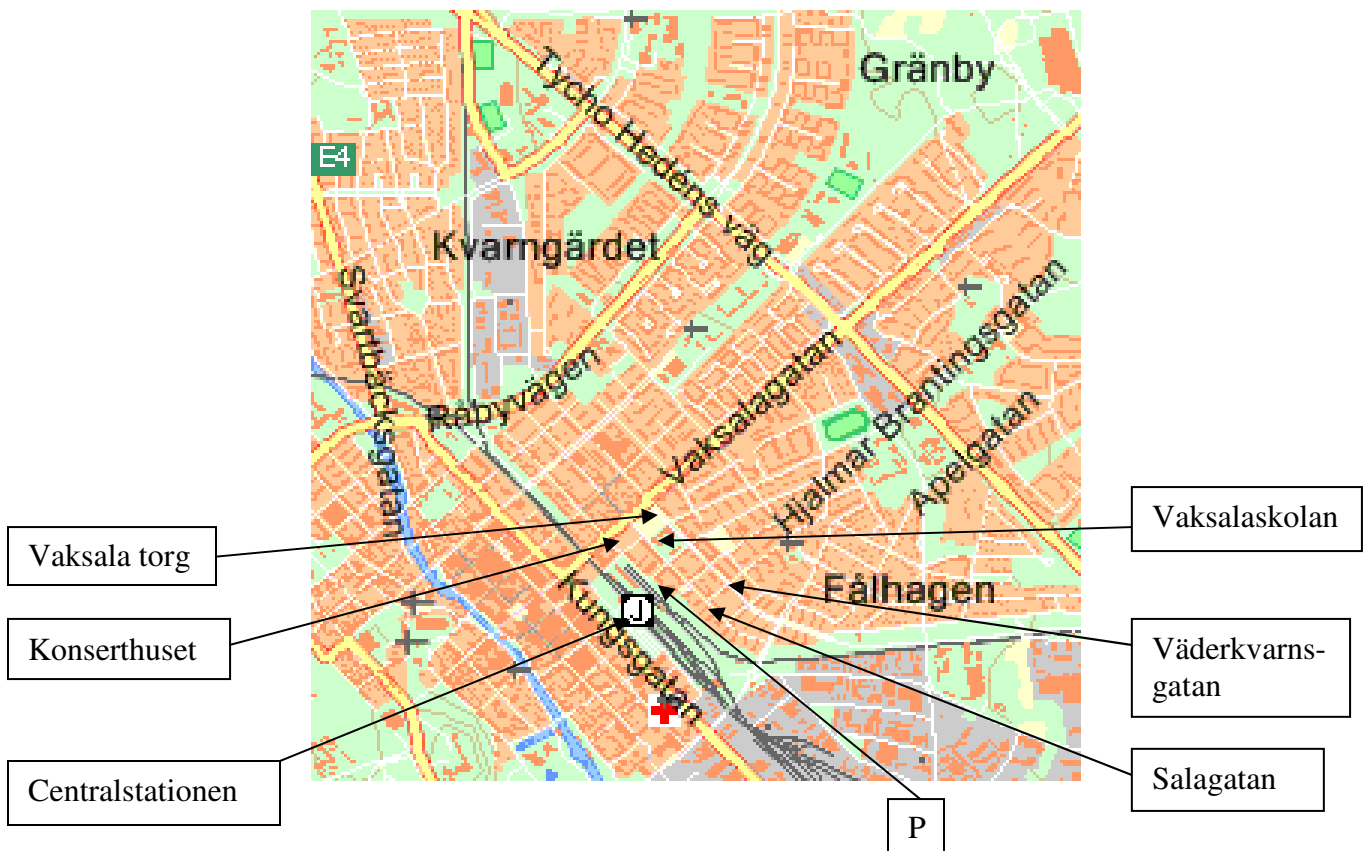 Gränby
Tycho Hedéns väg
E4
Kvarngärdet
Svartbäcksgatan
Råbyvägen
Vaksalagatan
Hjalmar Brantingsgatan
Apelgatan
Vaksala torg
Vaksalaskolan
Fålhagen
Kungsgatan
J
Konserthuset
Väderkvarns-
gatan
Centralstationen
Salagatan
P